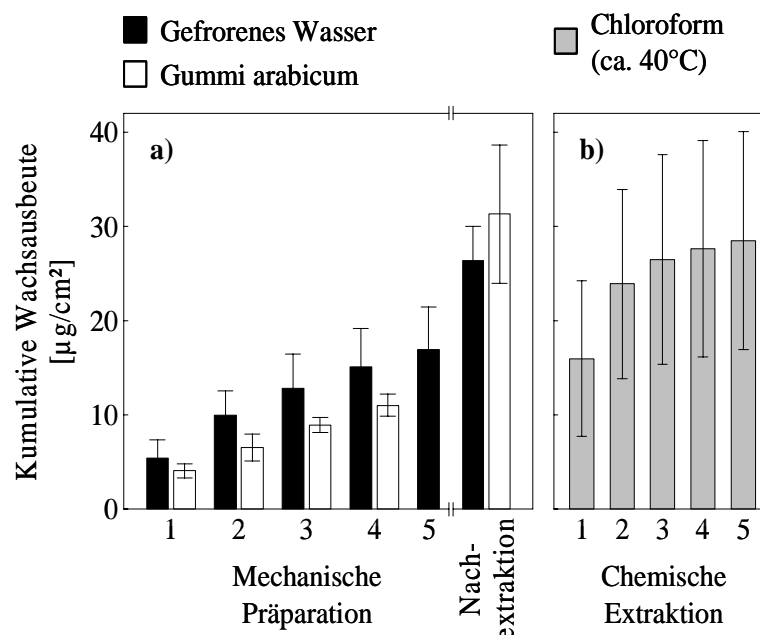 Gefrorenes Wasser
Gummi arabicum
Chloroform
(ca. 40°C)
Kumulative Wachsausbeute
[µg/cm²]
40
30
20
10
0
a)
b)
1
2
3
4
5
Nach-
extraktion
1
2
3
4
5
Mechanische
Präparation
Chemische
Extraktion